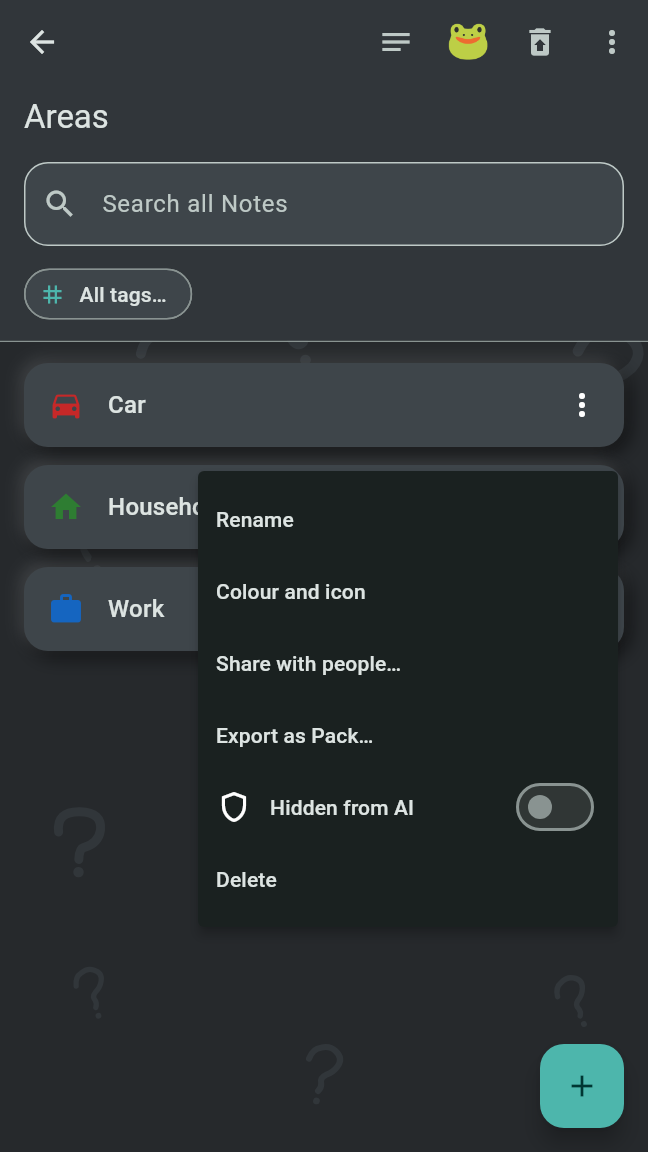 Areas
Search all Notes
All tags…
Car
Househo
Work
Rename
Colour and icon
Share with people…
Export as Pack…
Hidden from AI
Delete